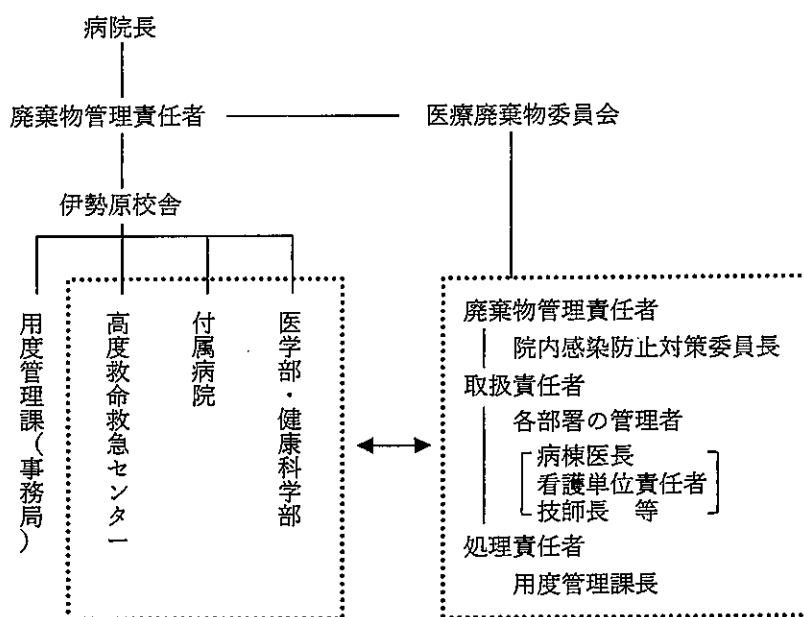 病院長
廃棄物管理責任者
医療廃棄物委員会
伊勢原校舎
用度管理課（事務局）
高度救命救急センター
付属病院
医学部・健康科学部
廃棄物管理責任者
院内感染防止対策委員長
取扱責任者
各部署の管理者
病棟医長
看護単位責任者
技師長　等
処理責任者
用度管理課長